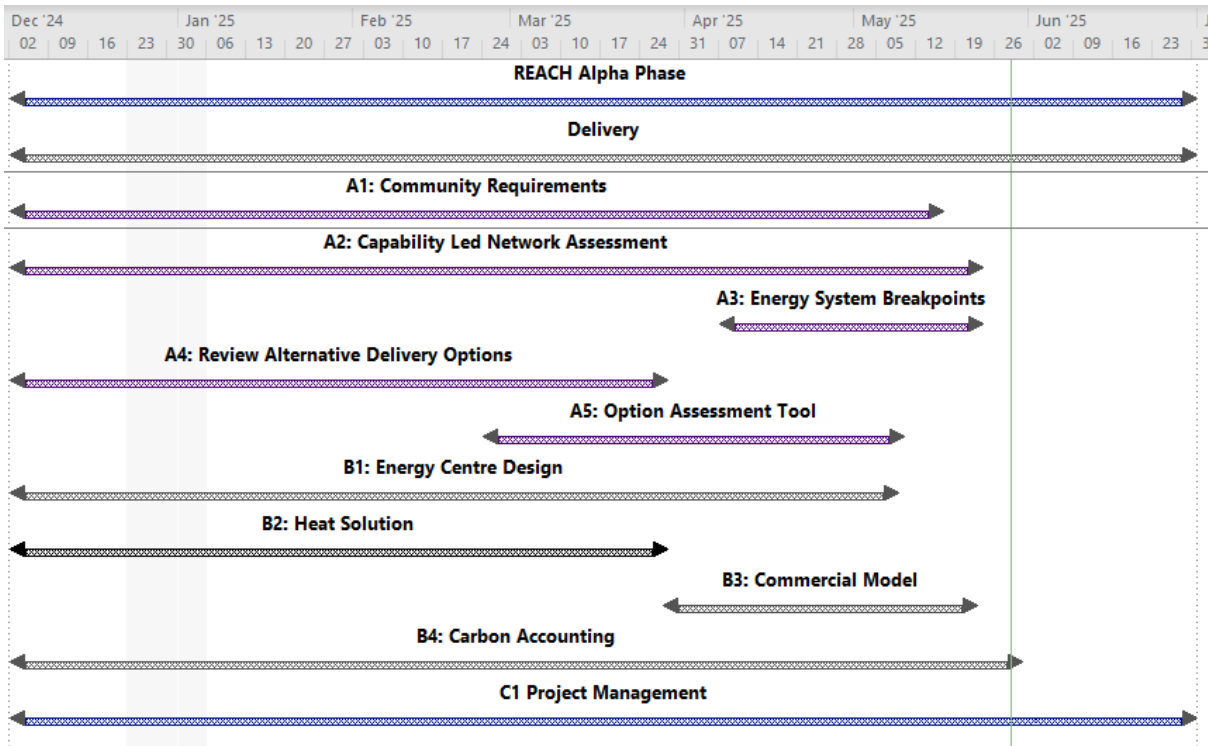 Dec '24 Jan '25 Feb '25 Mar '25 Apr '25 May '25 Jun '25
02 09 16 23 30 06 13 20 27 03 10 17 24 03 10 17 24 31 07 14 21 28 05 12 19 26 02 09 16 23 3
REACH Alpha Phase
Delivery
A1: Community Requirements
A2: Capability Led Network Assessment
A3: Energy System Breakpoints
A4: Review Alternative Delivery Options
A5: Option Assessment Tool
B1: Energy Centre Design
B2: Heat Solution
B3: Commercial Model
B4: Carbon Accounting
C1 Project Management